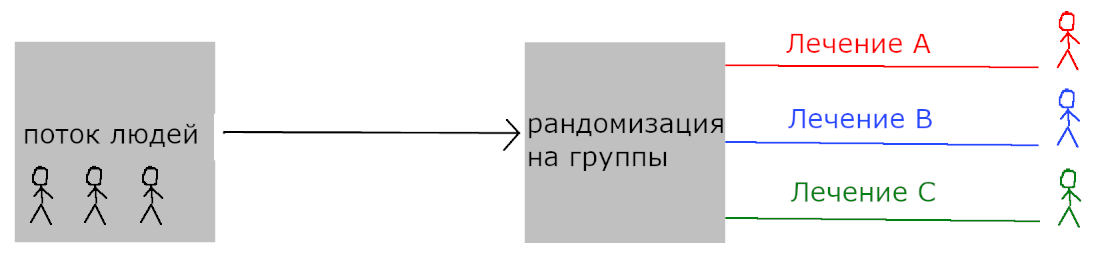 поток людей
рандомизация
на группы
Лечение А
Лечение В
Лечение С